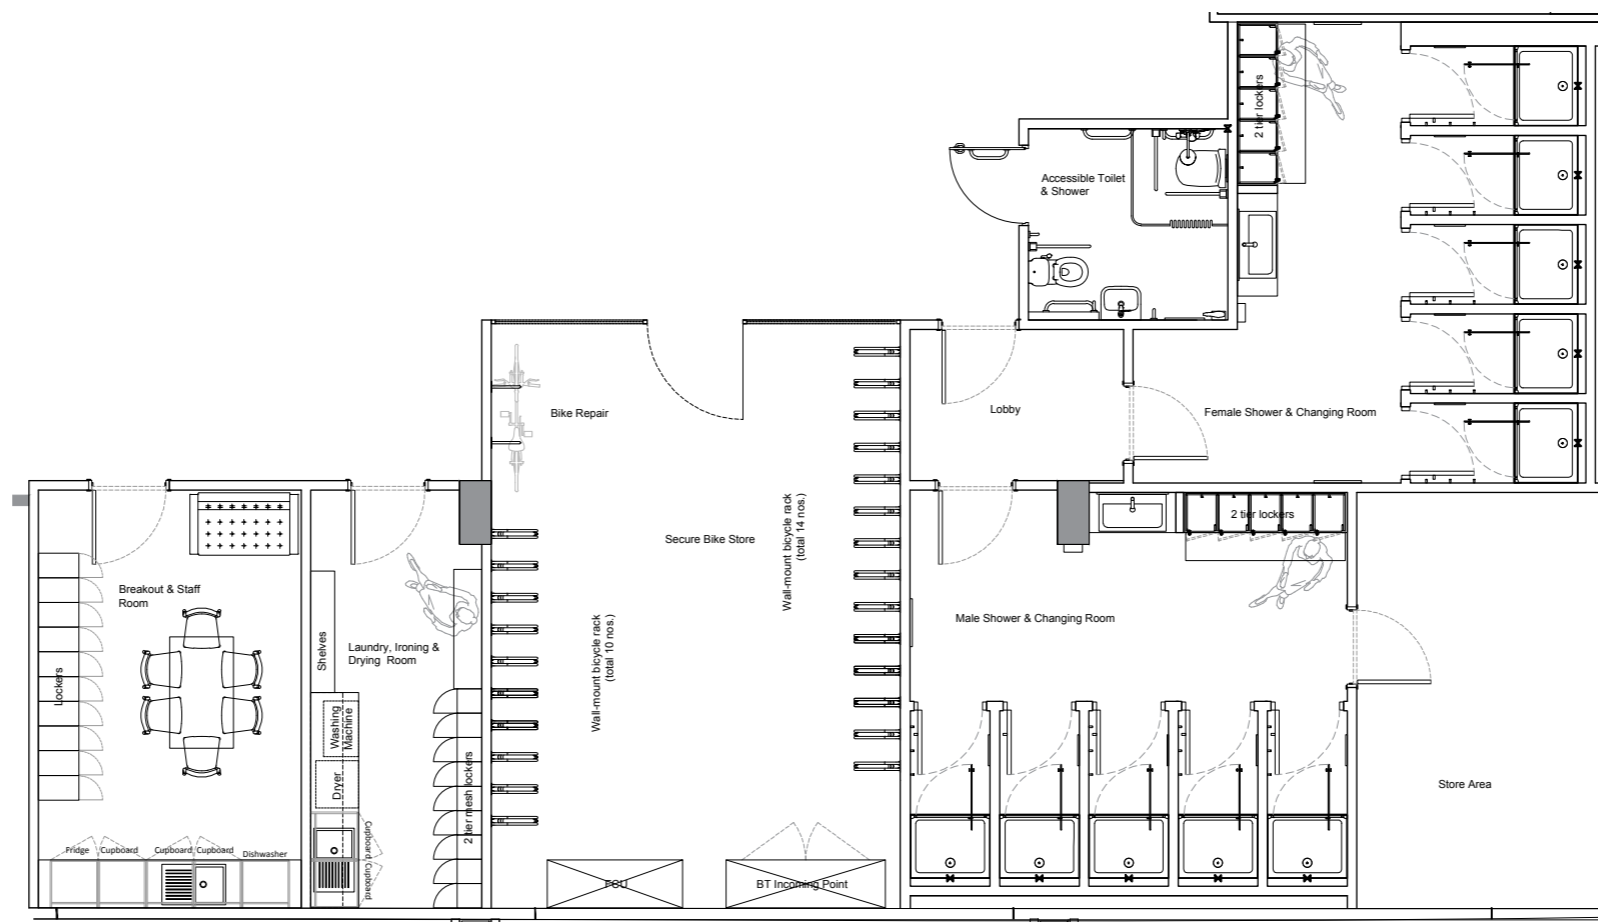 2 tier lockers
Accessible Toilet
& Shower
Bike Repair
Lobby
Female Shower & Changing Room
Wall-mount bicycle rack
(total 14 nos.)
2 tier lockers
Secure Bike Store
Breakout & Staff
Room
Male Shower & Changing Room
Wall-mount bicycle rack
(total 10 nos.)
Shelves
Laundry, Ironing &
Drying Room
Lockers
Washing
Machine
Dryer
2 tier mesh lockers
Store Area
Cupboard
Cupboard
Fridge
Cupboard
Cupboard
Cupboard
Dishwasher
FCU
BT Incoming Point